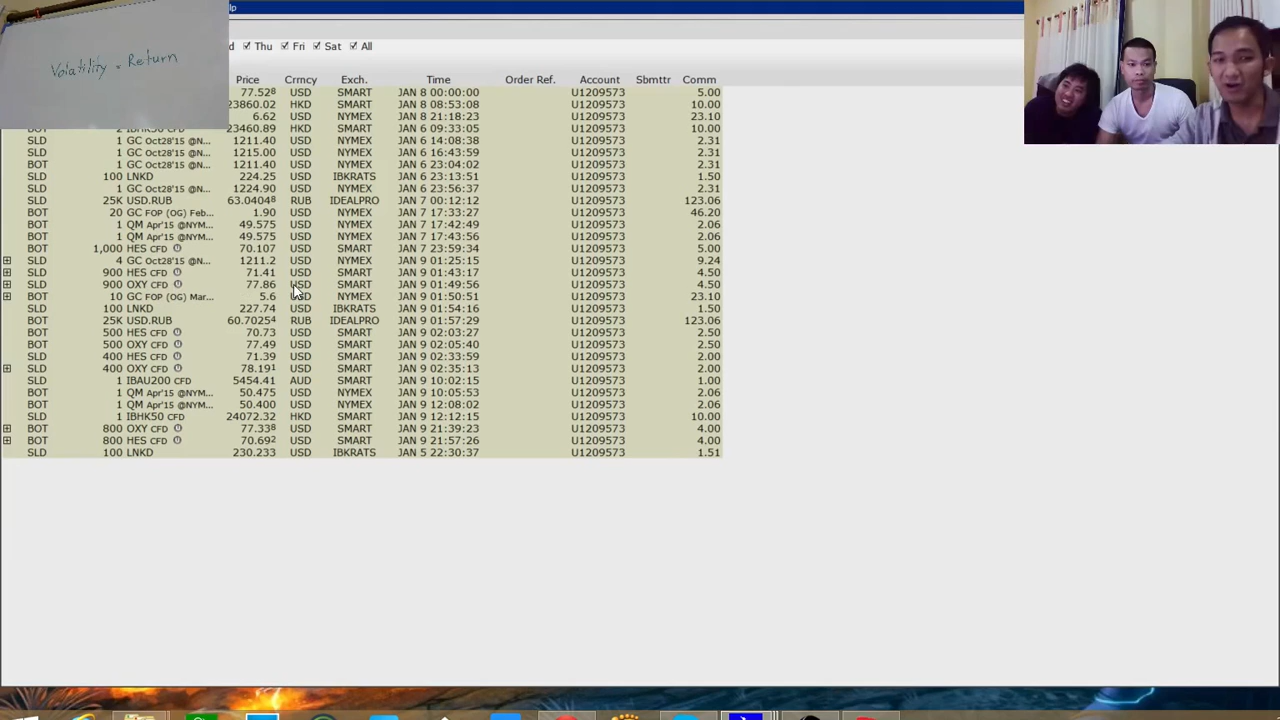 lp
Volatility . Return
d Thu Fri Sat All
Price Crrncy Exch. Time Order Ref. Account Sbmttr Comm
77.528 USD SMART JAN 8 00:00:00 U1209573 5.00
23860.02 HKD SMART JAN 8 08:53:08 U1209573 10.00
6.62 USD NYMEX JAN 8 21:18:23 U1209573 23.10
BOT 2 IBHK50 CFD 23460.89 HKD SMART JAN 6 09:33:05 U1209573 10.00
SLD 1 GC Oct28'15 @N... 1211.40 USD NYMEX JAN 6 14:08:38 U1209573 2.31
SLD 1 GC Oct28'15 @N... 1215.00 USD NYMEX JAN 6 16:43:59 U1209573 2.31
BOT 1 GC Oct28'15 @N... 1211.40 USD NYMEX JAN 6 23:04:02 U1209573 2.31
SLD 100 LNKD 224.25 USD IBKRATS JAN 6 23:13:51 U1209573 1.50
SLD 1 GC Oct28'15 @N... 1224.90 USD NYMEX JAN 6 23:56:37 U1209573 2.31
SLD 25K USD.RUB 63.04048 RUB IDEALPRO JAN 7 00:12:12 U1209573 123.06
BOT 20 GC FOP (OG) Feb... 1.90 USD NYMEX JAN 7 17:33:27 U1209573 46.20
BOT 1 QM Apr'15 @NYM... 49.575 USD NYMEX JAN 7 17:42:49 U1209573 2.06
BOT 1 QM Apr'15 @NYM... 49.575 USD NYMEX JAN 7 17:43:56 U1209573 2.06
BOT 1,000 HES CFD 70.107 USD SMART JAN 7 23:59:34 U1209573 5.00
SLD 4 GC Oct28'15 @N... 1211.2 USD NYMEX JAN 9 01:25:15 U1209573 9.24
SLD 900 HES CFD 71.41 USD SMART JAN 9 01:43:17 U1209573 4.50
SLD 900 OXY CFD 77.86 USD SMART JAN 9 01:49:56 U1209573 4.50
BOT 10 GC FOP (OG) Mar... 5.6 USD NYMEX JAN 9 01:50:51 U1209573 23.10
SLD 100 LNKD 227.74 USD IBKRATS JAN 9 01:54:16 U1209573 1.50
BOT 25K USD.RUB 60.70254 RUB IDEALPRO JAN 9 01:57:29 U1209573 123.06
BOT 500 HES CFD 70.73 USD SMART JAN 9 02:03:27 U1209573 2.50
BOT 500 OXY CFD 77.49 USD SMART JAN 9 02:05:40 U1209573 2.50
SLD 400 HES CFD 71.39 USD SMART JAN 9 02:33:59 U1209573 2.00
SLD 400 OXY CFD 78.191 USD SMART JAN 9 02:35:13 U1209573 2.00
SLD 1 IBAU200 CFD 5454.41 AUD SMART JAN 9 10:02:15 U1209573 1.00
BOT 1 QM Apr'15 @NYM... 50.475 USD NYMEX JAN 9 10:05:53 U1209573 2.06
BOT 1 QM Apr'15 @NYM... 50.400 USD NYMEX JAN 9 12:08:02 U1209573 2.06
SLD 1 IBHK50 CFD 24072.32 HKD SMART JAN 9 12:12:15 U1209573 10.00
BOT 800 OXY CFD 77.338 USD SMART JAN 9 21:39:23 U1209573 4.00
BOT 800 HES CFD 70.692 USD SMART JAN 9 21:57:26 U1209573 4.00
SLD 100 LNKD 230.233 USD IBKRATS JAN 5 22:30:37 U1209573 1.51